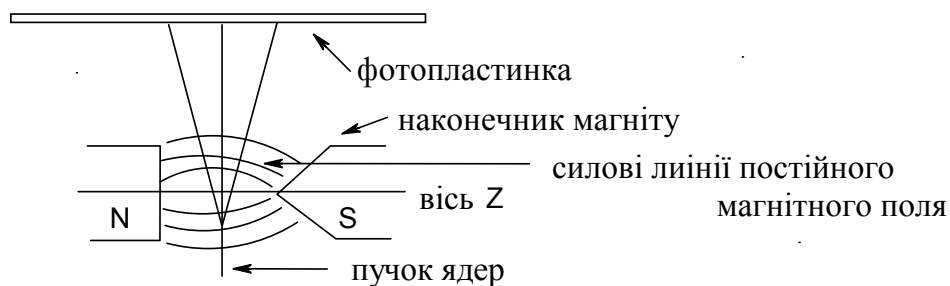 фотопластинка
наконечник магніту
силові лиінії постійного
магнітного поля
вісь Z
N
S
пучок ядер